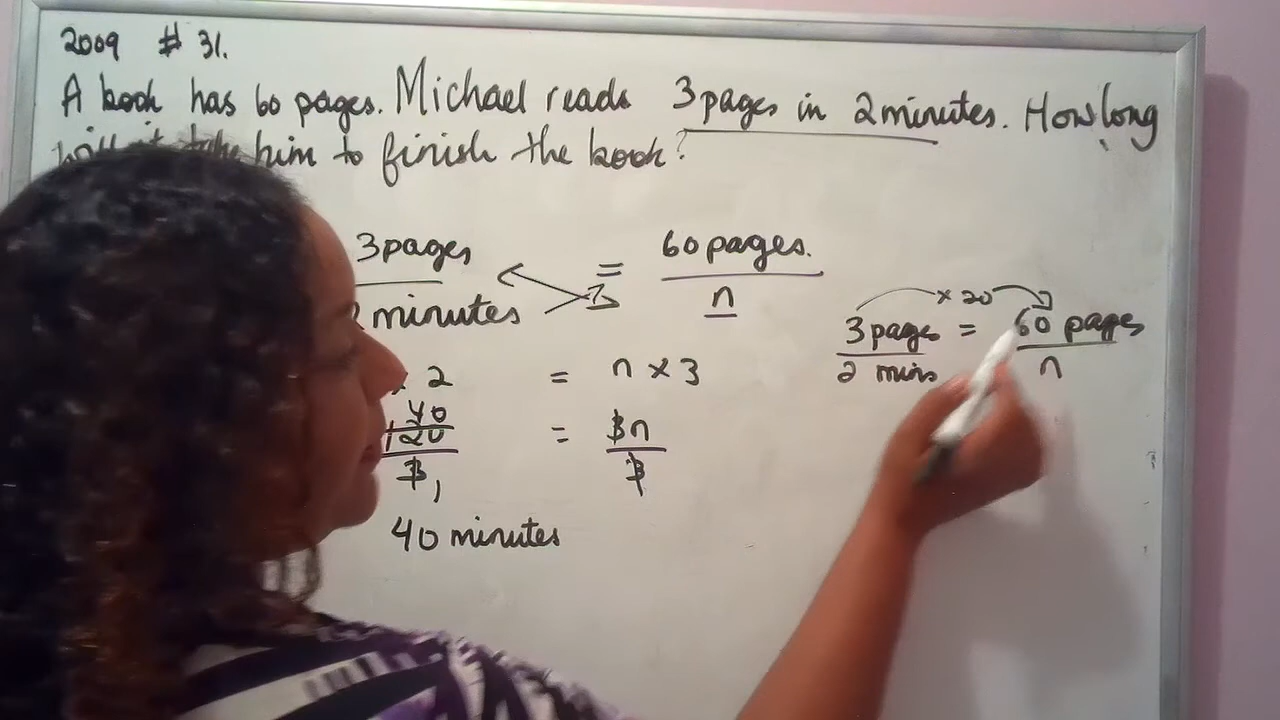 2009 # 31.
A book has 60 pages. Michael reads 3 pages in 2 minutes. How long
him to finish the book?
3 pages = 60 pages.
minutes n
× 20
3 pages = 60 pages
2 mins n
2 = n × 3
40
120 = 3n
3 1 3
40 minutes